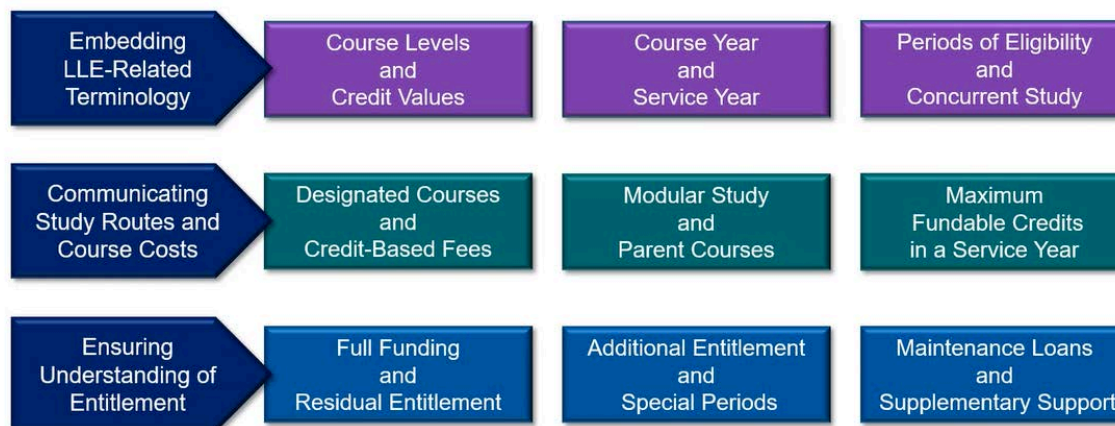 Embedding
LLE-Related
Terminology
Course Levels
and
Credit Values
Course Year
and
Service Year
Periods of Eligibility
and
Concurrent Study
Communicating
Study Routes and
Course Costs
Designated Courses
and
Credit-Based Fees
Modular Study
and
Parent Courses
Maximum
Fundable Credits
in a Service Year
Ensuring
Understanding of
Entitlement
Full Funding
and
Residual Entitlement
Additional Entitlement
and
Special Periods
Maintenance Loans
and
Supplementary Support